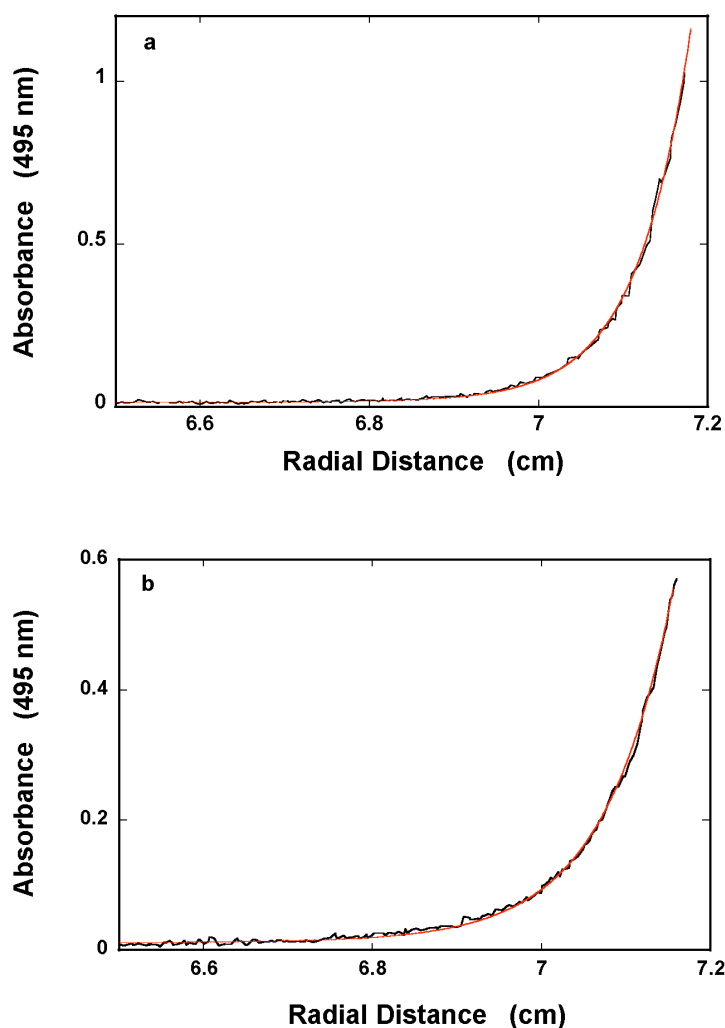 a
1
0.5
0
Absorbance (495 nm)
6.6 6.8 7 7.2
Radial Distance (cm)
b
0.6
0.4
0.2
0
Absorbance (495 nm)
6.6 6.8 7 7.2
Radial Distance (cm)